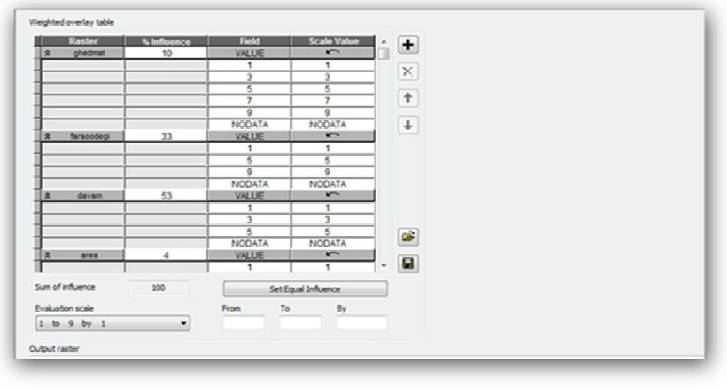 Weighted overlay table
Raster % Influence Field Scale Value
ghedmat 10 VALUE
1 1
3 3
5 5
7 7
9 9
NODATA NODATA
farsoodegi 33 VALUE
1 1
5 5
9 9
NODATA NODATA
davam 53 VALUE
1 1
3 3
5 5
NODATA NODATA
area 4 VALUE
1 1
Sum of influence 100 Set Equal Influence
Evaluation scale From To By
1 to 9 by 1
Output raster